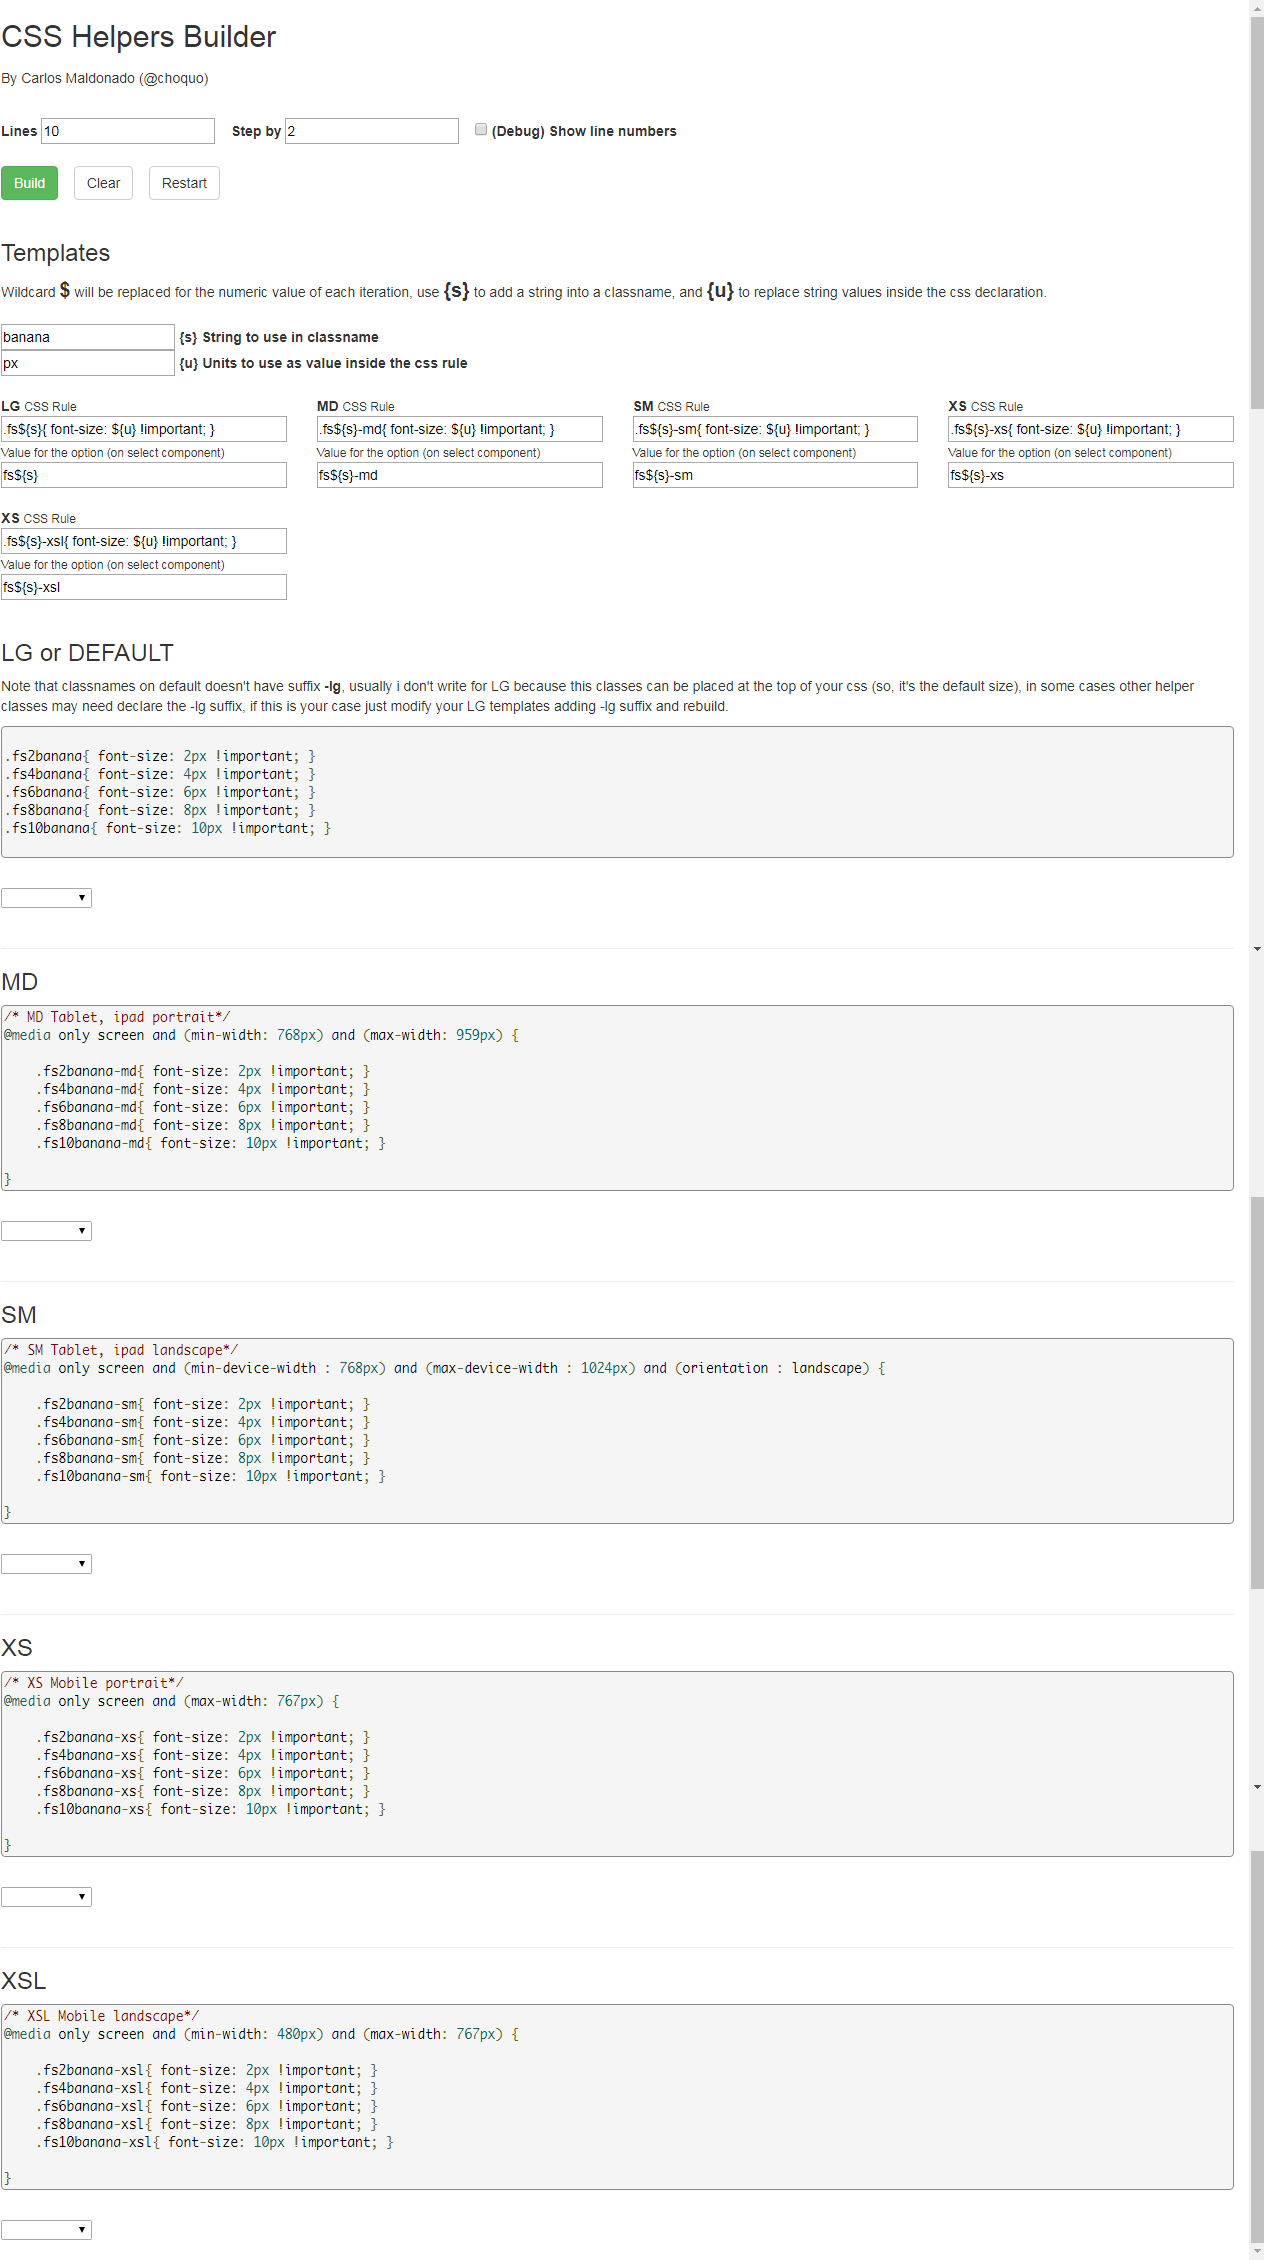 CSS Helpers Builder
By Carlos Maldonado (@choquo)
Lines 10 Step by 2 (Debug) Show line numbers
Build Clear Restart
Templates
Wildcard $ will be replaced for the numeric value of each iteration, use {s} to add a string into a classname, and {u} to replace string values inside the css declaration.
banana {s} String to use in classname
px {u} Units to use as value inside the css rule
LG CSS Rule MD CSS Rule SM CSS Rule XS CSS Rule
.fs${s}{ font-size: ${u} !important; } .fs${s}-md{ font-size: ${u} !important; } .fs${s}-sm{ font-size: ${u} !important; } .fs${s}-xs{ font-size: ${u} !important; }
Value for the option (on select component) Value for the option (on select component) Value for the option (on select component) Value for the option (on select component)
fs${s} fs${s}-md fs${s}-sm fs${s}-xs
XS CSS Rule
.fs${s}-xsl{ font-size: ${u} !important; }
Value for the option (on select component)
fs${s}-xsl
LG or DEFAULT
Note that classnames on default doesn't have suffix -lg, usually i don't write for LG because this classes can be placed at the top of your css (so, it's the default size), in some cases other helper
classes may need declare the -lg suffix, if this is your case just modify your LG templates adding -lg suffix and rebuild.
.fs2banana{ font-size: 2px !important; }
.fs4banana{ font-size: 4px !important; }
.fs6banana{ font-size: 6px !important; }
.fs8banana{ font-size: 8px !important; }
.fs10banana{ font-size: 10px !important; }
MD
/* MD Tablet, ipad portrait*/
@media only screen and (min-width: 768px) and (max-width: 959px) {
.fs2banana-md{ font-size: 2px !important; }
.fs4banana-md{ font-size: 4px !important; }
.fs6banana-md{ font-size: 6px !important; }
.fs8banana-md{ font-size: 8px !important; }
.fs10banana-md{ font-size: 10px !important; }
}
SM
/* SM Tablet, ipad landscape*/
@media only screen and (min-device-width : 768px) and (max-device-width : 1024px) and (orientation : landscape) {
.fs2banana-sm{ font-size: 2px !important; }
.fs4banana-sm{ font-size: 4px !important; }
.fs6banana-sm{ font-size: 6px !important; }
.fs8banana-sm{ font-size: 8px !important; }
.fs10banana-sm{ font-size: 10px !important; }
}
XS
/* XS Mobile portrait*/
@media only screen and (max-width: 767px) {
.fs2banana-xs{ font-size: 2px !important; }
.fs4banana-xs{ font-size: 4px !important; }
.fs6banana-xs{ font-size: 6px !important; }
.fs8banana-xs{ font-size: 8px !important; }
.fs10banana-xs{ font-size: 10px !important; }
}
XSL
/* XSL Mobile landscape*/
@media only screen and (min-width: 480px) and (max-width: 767px) {
.fs2banana-xsl{ font-size: 2px !important; }
.fs4banana-xsl{ font-size: 4px !important; }
.fs6banana-xsl{ font-size: 6px !important; }
.fs8banana-xsl{ font-size: 8px !important; }
.fs10banana-xsl{ font-size: 10px !important; }
}